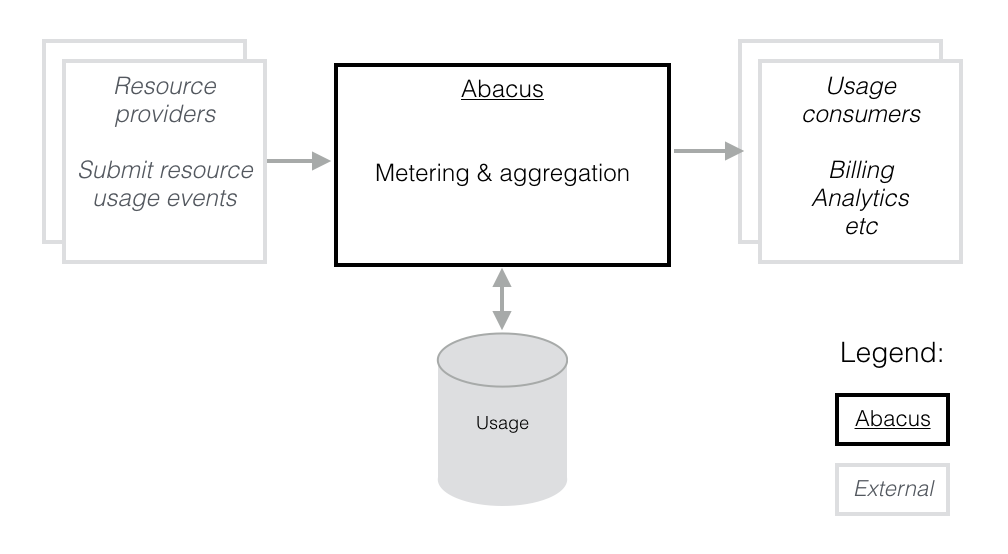 Resource
providers
Submit resource
usage events
Abacus
Metering & aggregation
Usage
consumers
Billing
Analytics
etc
Usage
Legend:
Abacus
External